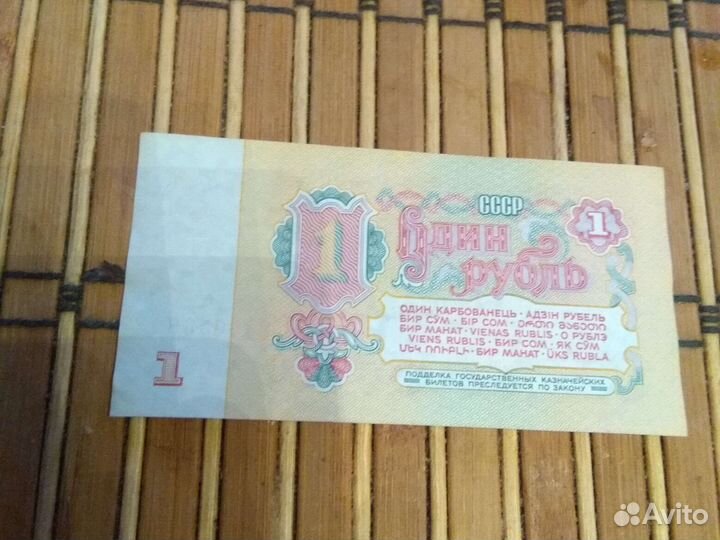 СССР
1
1
Один
рубль
ОДИН КАРБОВАНЕЦЬ · АДЗІН РУБЕЛЬ
БИР СЎМ · БІР СОМ · ᲔᲠᲗᲘ ᲛᲐᲜᲔᲗᲘ
БИР МАНАТ · VIENAS RUBLIS · О РУБЛЭ
VIENS RUBLIS · БИР СОМ · ЯК СЎМ
ՄԵԿ ՌՈՒԲԼԻ · БИР МАНАТ · ÜKS RUBLA
ПОДДЕЛКА ГОСУДАРСТВЕННЫХ КАЗНАЧЕЙСКИХ
БИЛЕТОВ ПРЕСЛЕДУЕТСЯ ПО ЗАКОНУ
1
Avito